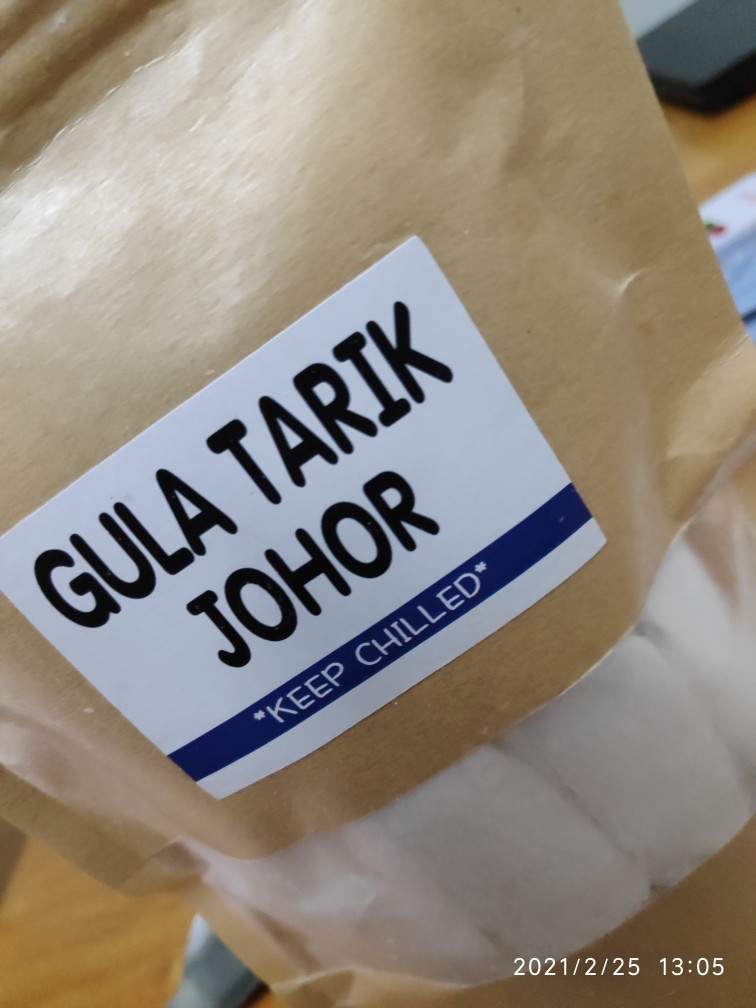 GULA TARIK
JOHOR
*KEEP CHILLED*
2021/2/25 13:05